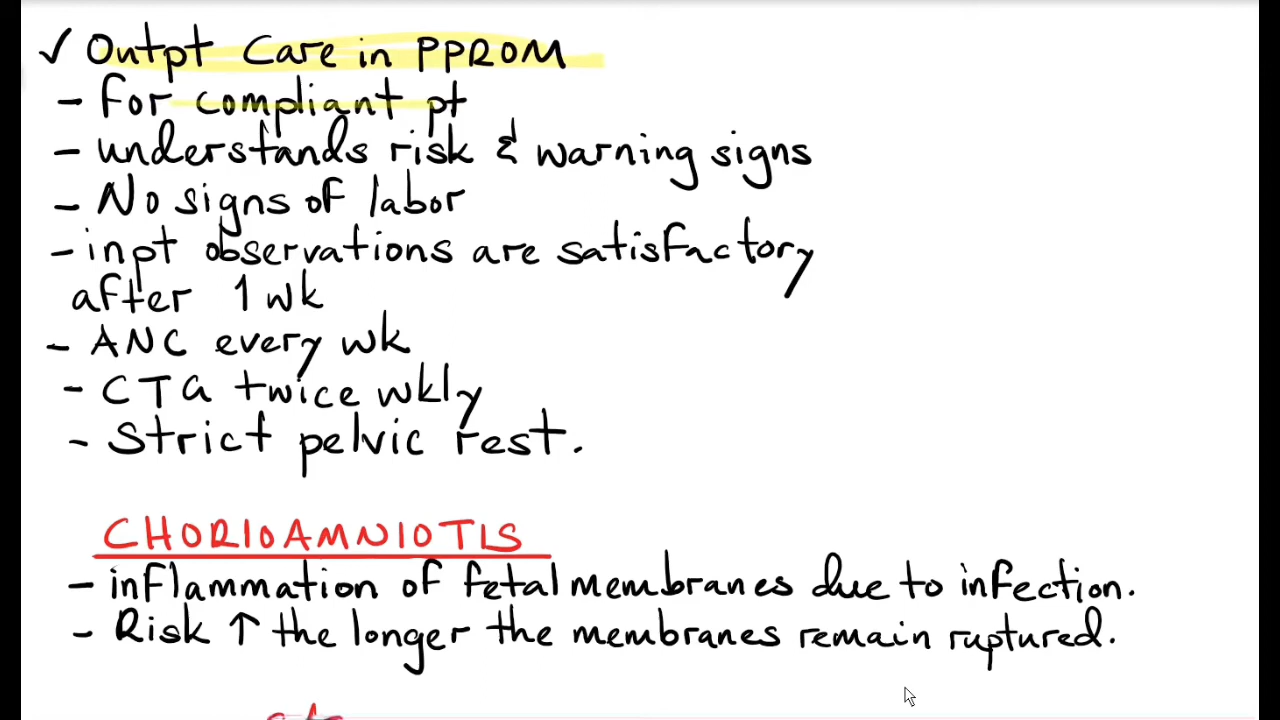 ✓ Outpt Care in PPROM
- For compliant pt
- understands risk & warning signs
- No signs of labor
- inpt observations are satisfactory
after 1 wk
- ANC every wk
- CTG twice wkly
- Strict pelvic rest.
CHORIOAMNIOTIS
- inflammation of fetal membranes due to infection.
- Risk ↑ the longer the membranes remain ruptured.